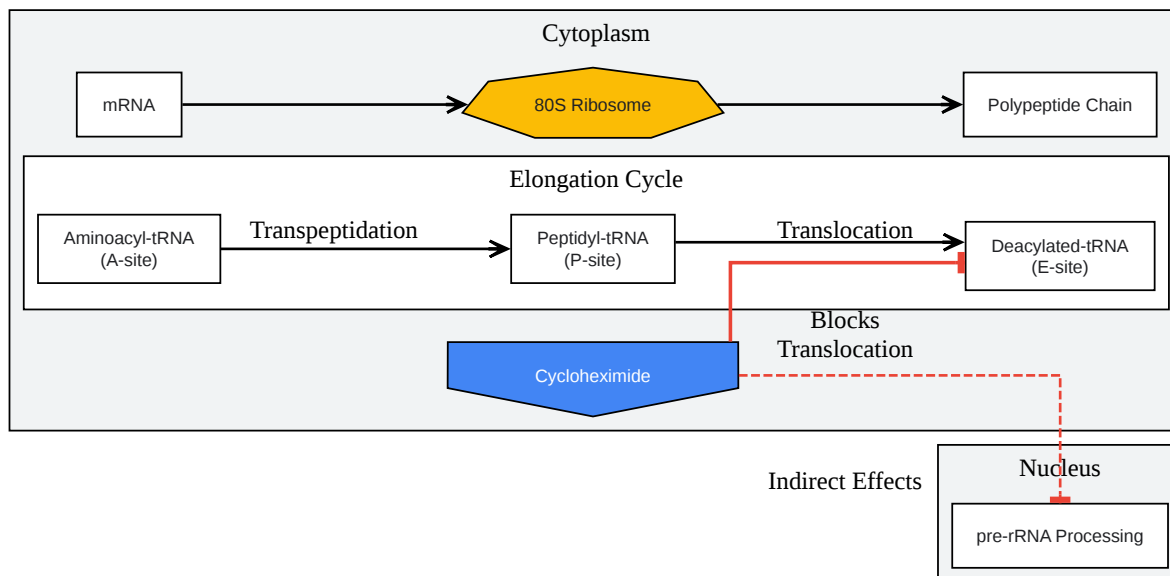 Cytoplasm
mRNA
80S Ribosome
Polypeptide Chain
Elongation Cycle
Aminoacyl-tRNA
(A-site)
Transpeptidation
Peptidyl-tRNA
(P-site)
Translocation
Deacylated-tRNA
(E-site)
Blocks
Translocation
Cycloheximide
Nucleus
Indirect Effects
pre-rRNA Processing